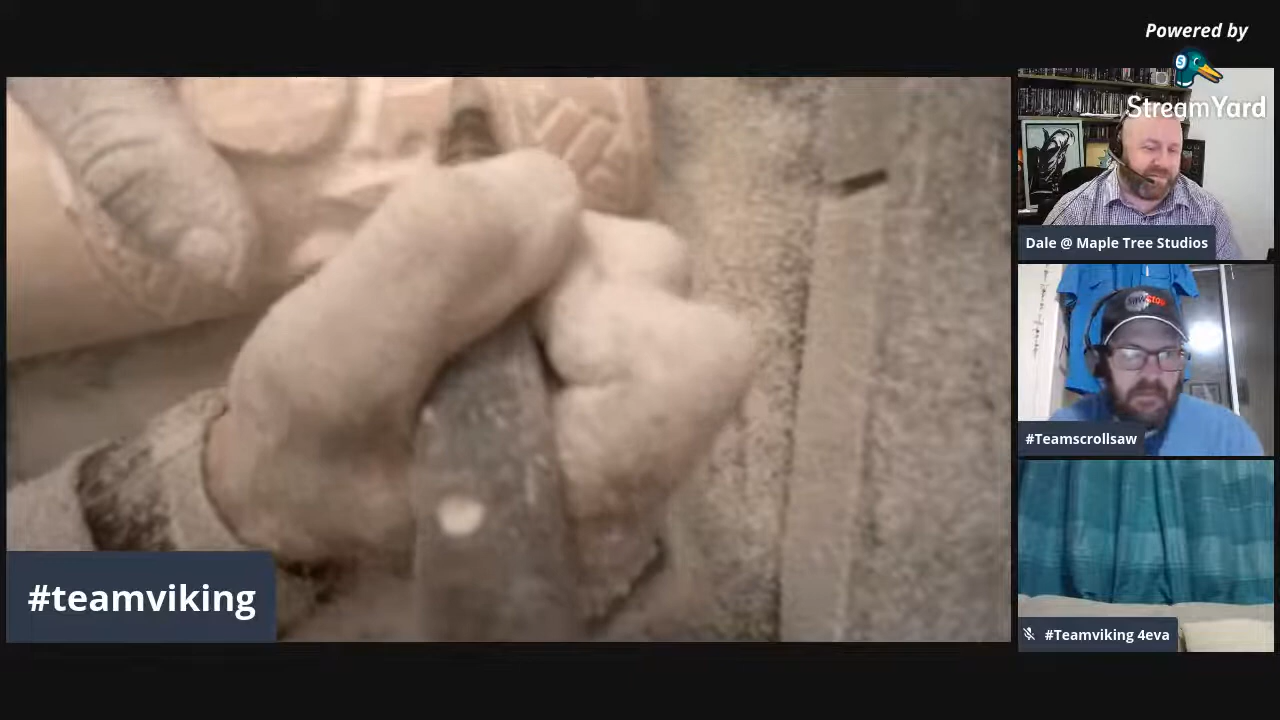 Powered by
StreamYard
Dale @ Maple Tree Studios
#Teamscrollsaw
#teamviking
#Teamviking 4eva